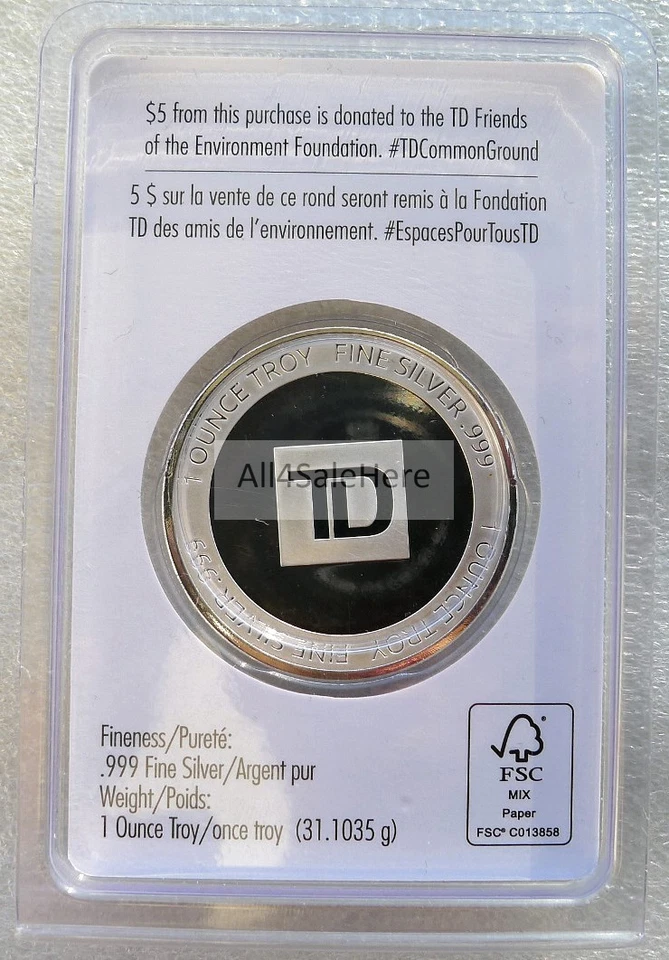 $5 from this purchase is donated to the TD Friends
of the Environment Foundation. #TDCommonGround
5 $ sur la vente de ce rond seront remis à la Fondation
TD des amis de l'environnement. #EspacesPourTousTD
1 OUNCE TROY FINE SILVER .999
All4SaleHere
TD
1 OUNCE TROY FINE SILVER .999
Fineness/Pureté:
.999 Fine Silver/Argent pur
Weight/Poids:
1 Ounce Troy/once troy (31.1035 g)
FSC
MIX
Paper
FSC® C013858